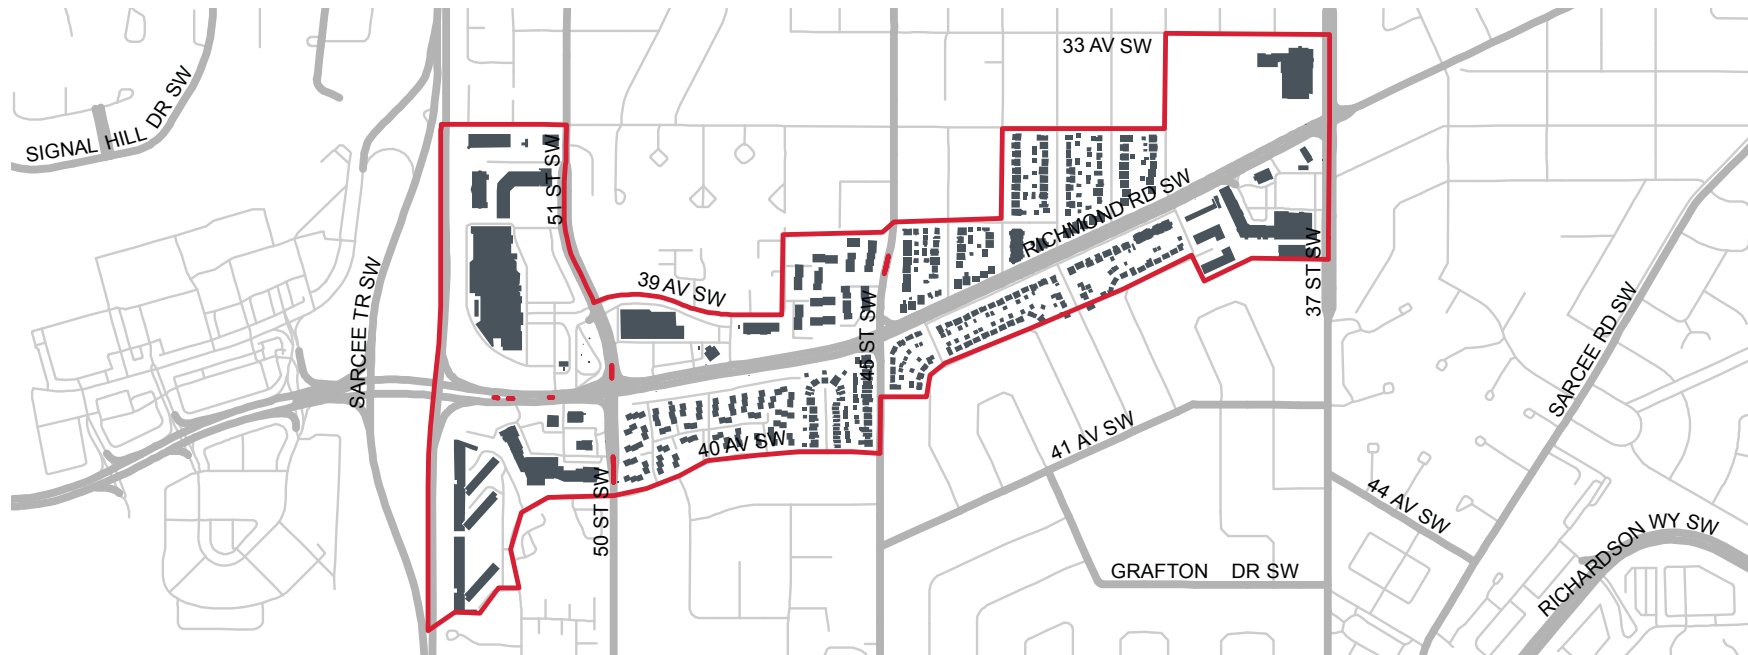 33 AV SW
SIGNAL HILL DR SW
51 ST SW
RICHMOND RD SW
39 AV SW
37 ST SW
SARCEE TR SW
45 ST SW
SARCEE RD SW
40 AV SW
41 AV SW
50 ST SW
44 AV SW
RICHARDSON WY SW
GRAFTON DR SW